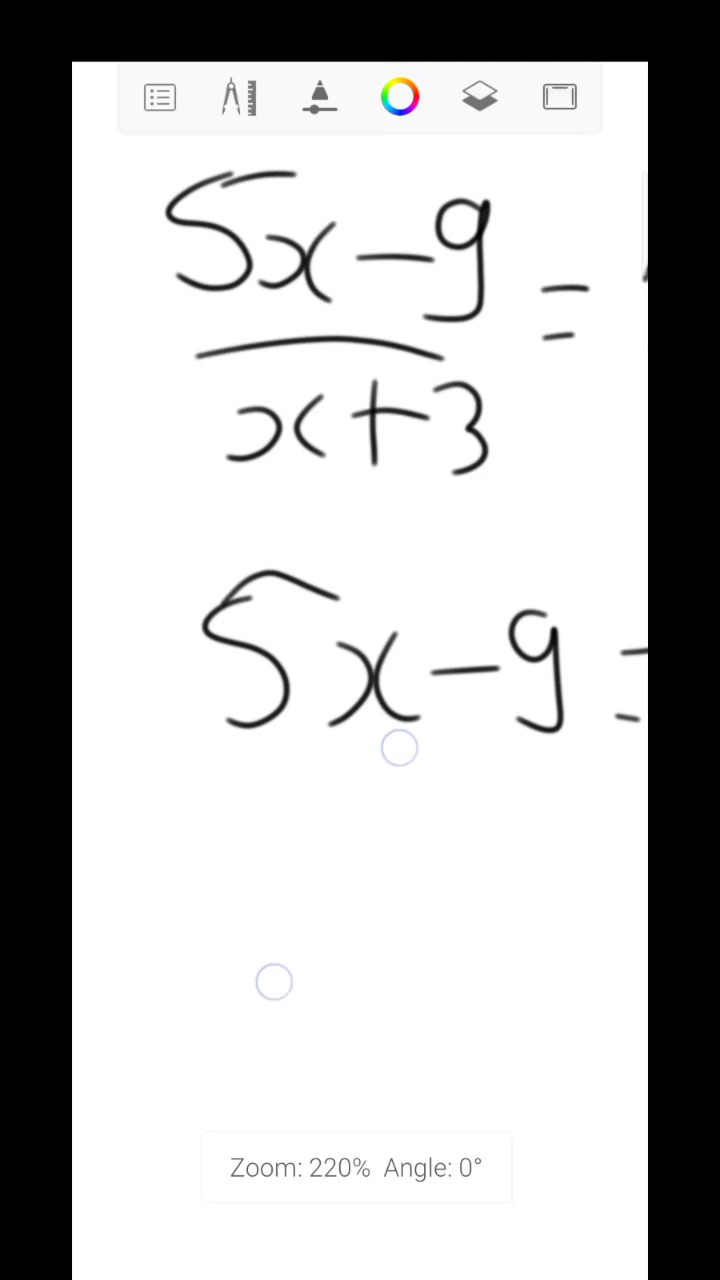 5x-9 =
x+3
5x-9 =
Zoom: 220% Angle: 0°